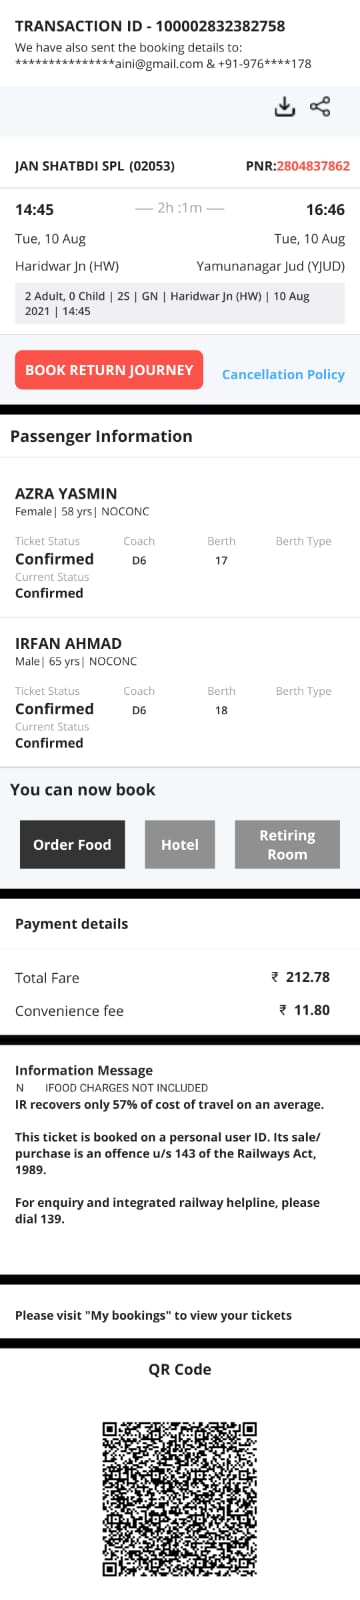 TRANSACTION ID - 100002832382758
We have also sent the booking details to:
***************aini@gmail.com & +91-976****178
JAN SHATBDI SPL (02053) PNR:2804837862
14:45 2h :1m 16:46
Tue, 10 Aug Tue, 10 Aug
Haridwar Jn (HW) Yamunanagar Jud (YJUD)
2 Adult, 0 Child | 2S | GN | Haridwar Jn (HW) | 10 Aug
2021 | 14:45
BOOK RETURN JOURNEY Cancellation Policy
Passenger Information
AZRA YASMIN
Female| 58 yrs| NOCONC
Ticket Status Coach Berth Berth Type
Confirmed D6 17
Current Status
Confirmed
IRFAN AHMAD
Male| 65 yrs| NOCONC
Ticket Status Coach Berth Berth Type
Confirmed D6 18
Current Status
Confirmed
You can now book
Order Food Hotel Retiring Room
Payment details
Total Fare ₹ 212.78
Convenience fee ₹ 11.80
Information Message
N IFOOD CHARGES NOT INCLUDED
IR recovers only 57% of cost of travel on an average.
This ticket is booked on a personal user ID. Its sale/
purchase is an offence u/s 143 of the Railways Act,
1989.
For enquiry and integrated railway helpline, please
dial 139.
Please visit "My bookings" to view your tickets
QR Code